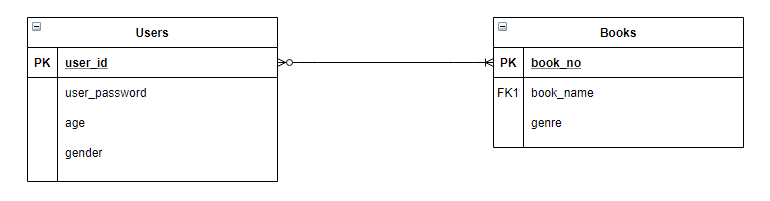 Users
PK user_id
user_password
age
gender
Books
PK book_no
FK1 book_name
genre